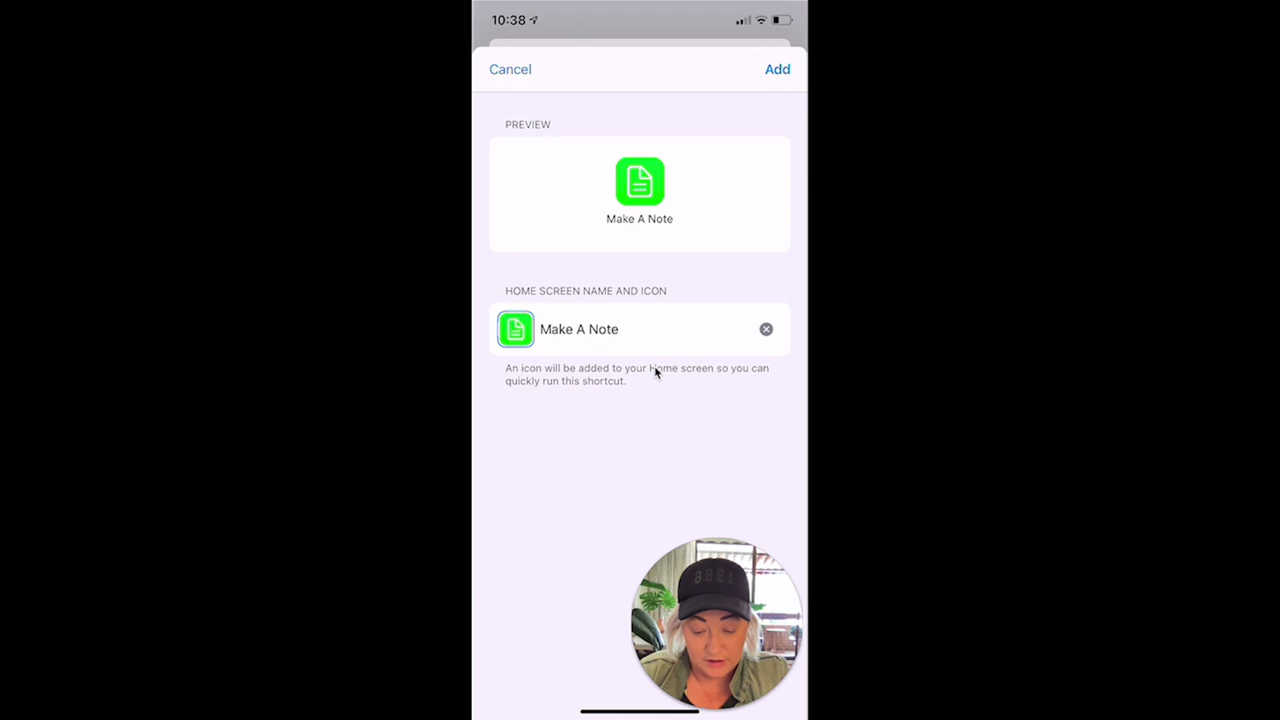 10:38
Cancel
Add
PREVIEW
Make A Note
HOME SCREEN NAME AND ICON
Make A Note
An icon will be added to your Home screen so you can
quickly run this shortcut.